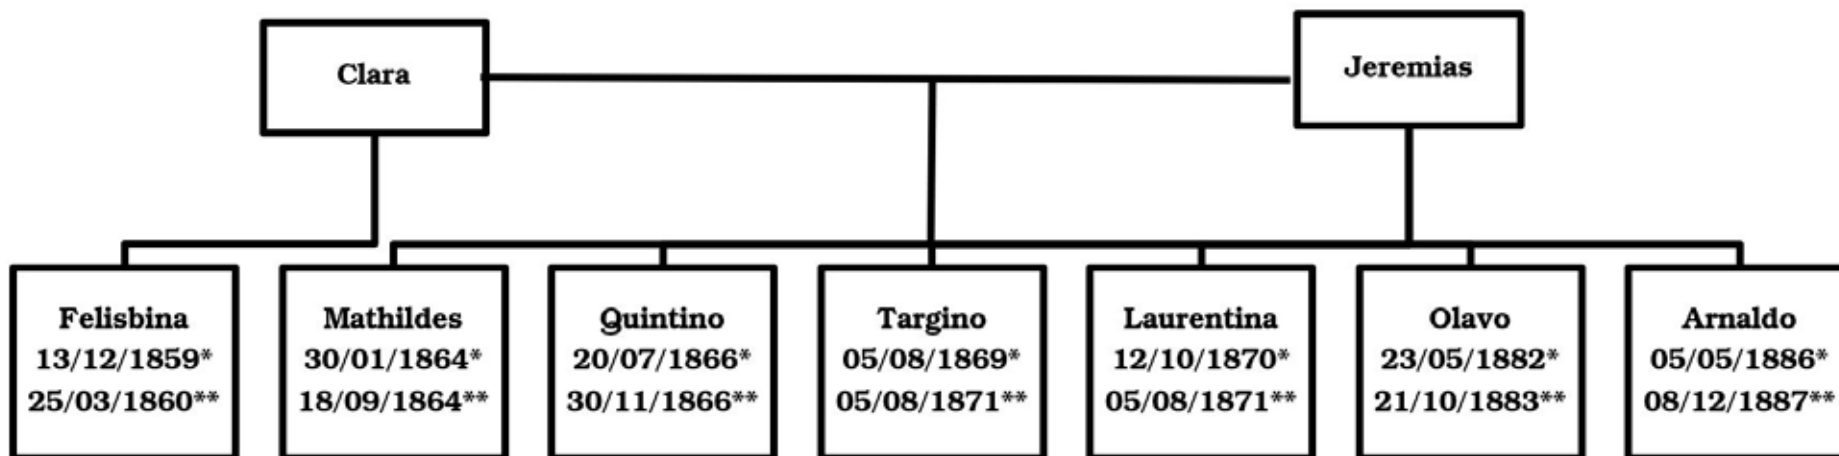 Clara
Jeremias
Felisbina
13/12/1859*
25/03/1860**
Mathildes
30/01/1864*
18/09/1864**
Quintino
20/07/1866*
30/11/1866**
Targino
05/08/1869*
05/08/1871**
Laurentina
12/10/1870*
05/08/1871**
Olavo
23/05/1882*
21/10/1883**
Arnaldo
05/05/1886*
08/12/1887**